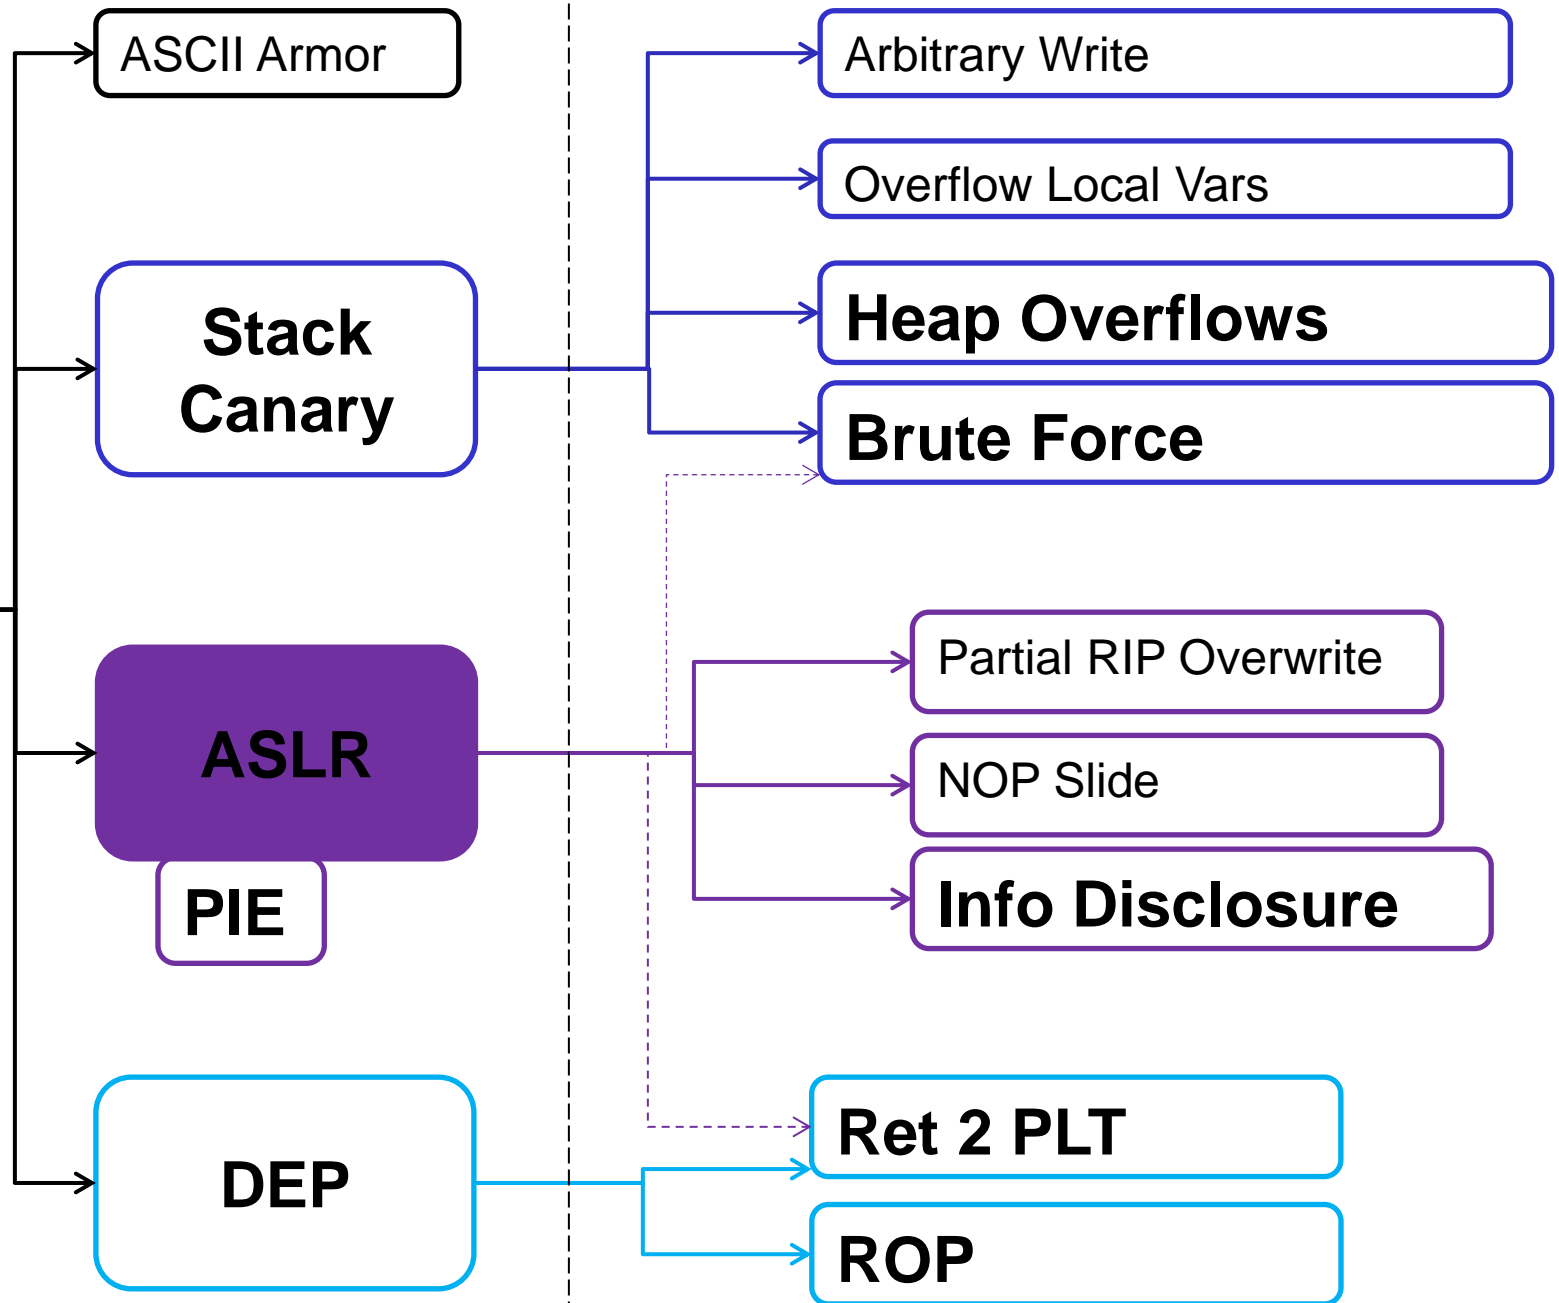 ASCII Armor
Arbitrary Write
Overflow Local Vars
Stack
Canary
Heap Overflows
Brute Force
ASLR
PIE
Partial RIP Overwrite
NOP Slide
Info Disclosure
DEP
Ret 2 PLT
ROP